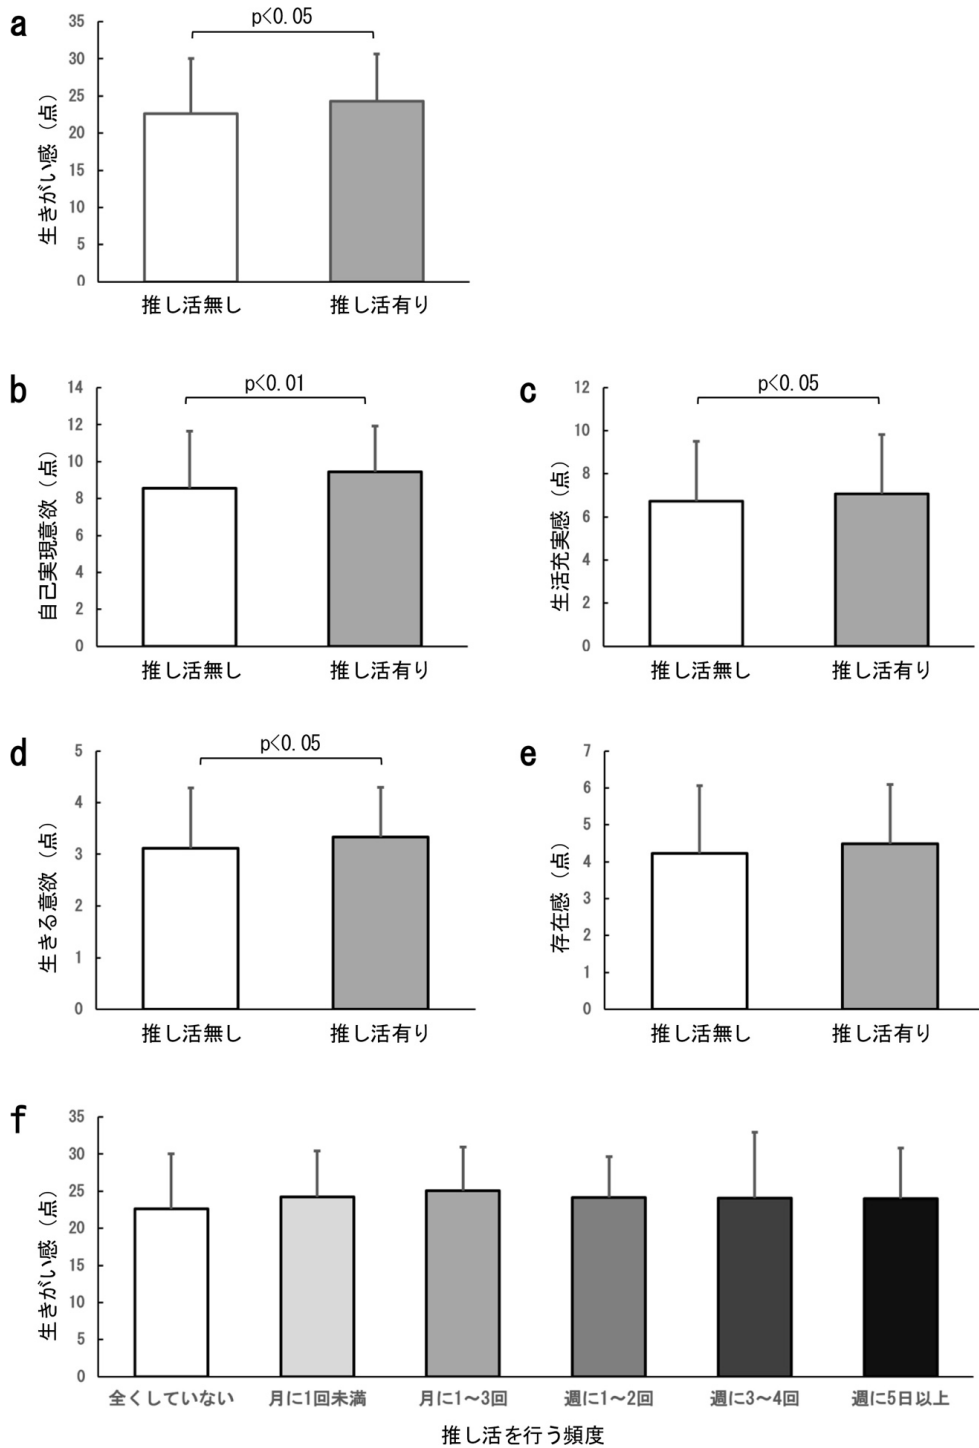 a
p<0.05
35
30
25
20
15
10
5
0
生きがい感（点）
推し活無し 推し活有り
b
p<0.01
14
12
10
8
6
4
2
0
自己実現意欲（点）
推し活無し 推し活有り
c
p<0.05
12
10
8
6
4
2
0
生活充実感（点）
推し活無し 推し活有り
d
p<0.05
5
4
3
2
1
0
生きる意欲（点）
推し活無し 推し活有り
e
7
6
5
4
3
2
1
0
存在感（点）
推し活無し 推し活有り
f
35
30
25
20
15
10
5
0
生きがい感（点）
全くしていない 月に1回未満 月に1〜3回 週に1〜2回 週に3〜4回 週に5日以上
推し活を行う頻度